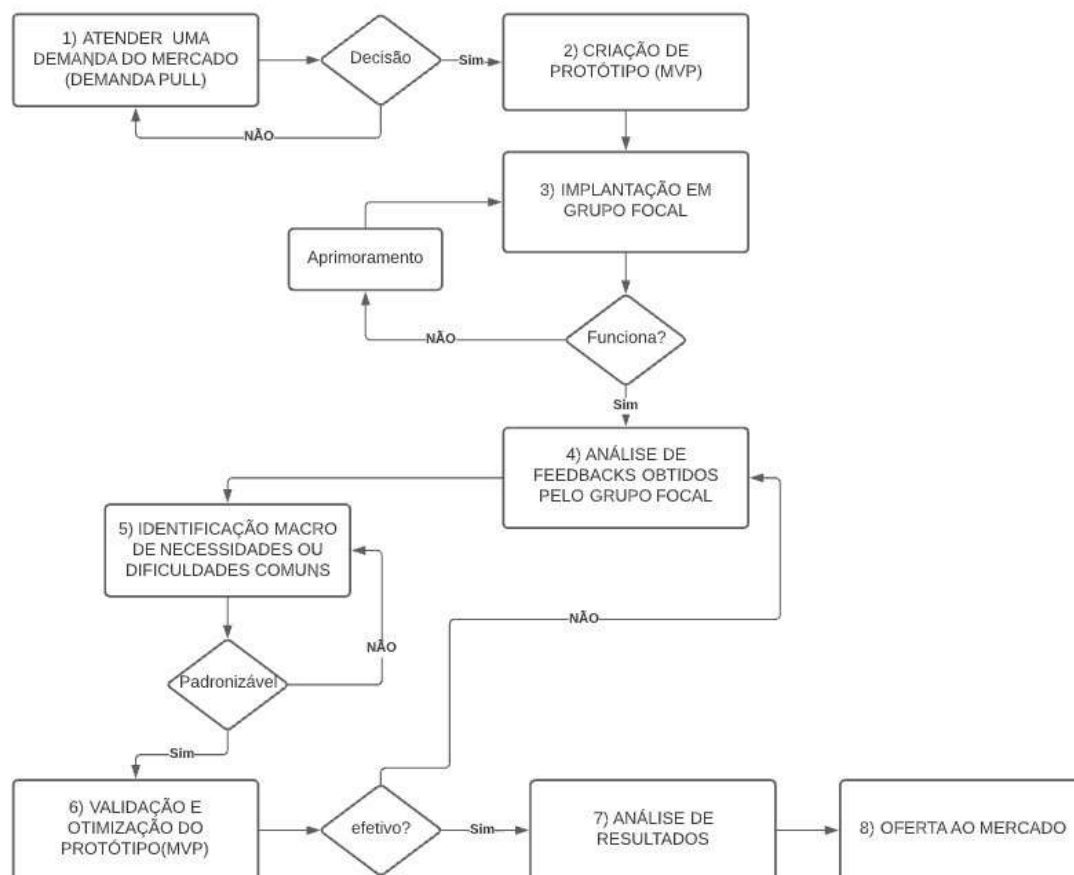 1) ATENDER UMA
DEMANDA DO MERCADO
(DEMANDA PULL)
Decisão
Sim
2) CRIAÇÃO DE
PROTÓTIPO (MVP)
NÃO
3) IMPLANTAÇÃO EM
GRUPO FOCAL
Aprimoramento
NÃO
Funciona?
Sim
4) ANÁLISE DE
FEEDBACKS OBTIDOS
PELO GRUPO FOCAL
5) IDENTIFICAÇÃO MACRO
DE NECESSIDADES OU
DIFICULDADES COMUNS
NÃO
NÃO
Padronizável
Sim
6) VALIDAÇÃO E
OTIMIZAÇÃO DO
PROTÓTIPO(MVP)
efetivo?
Sim
7) ANÁLISE DE
RESULTADOS
8) OFERTA AO MERCADO